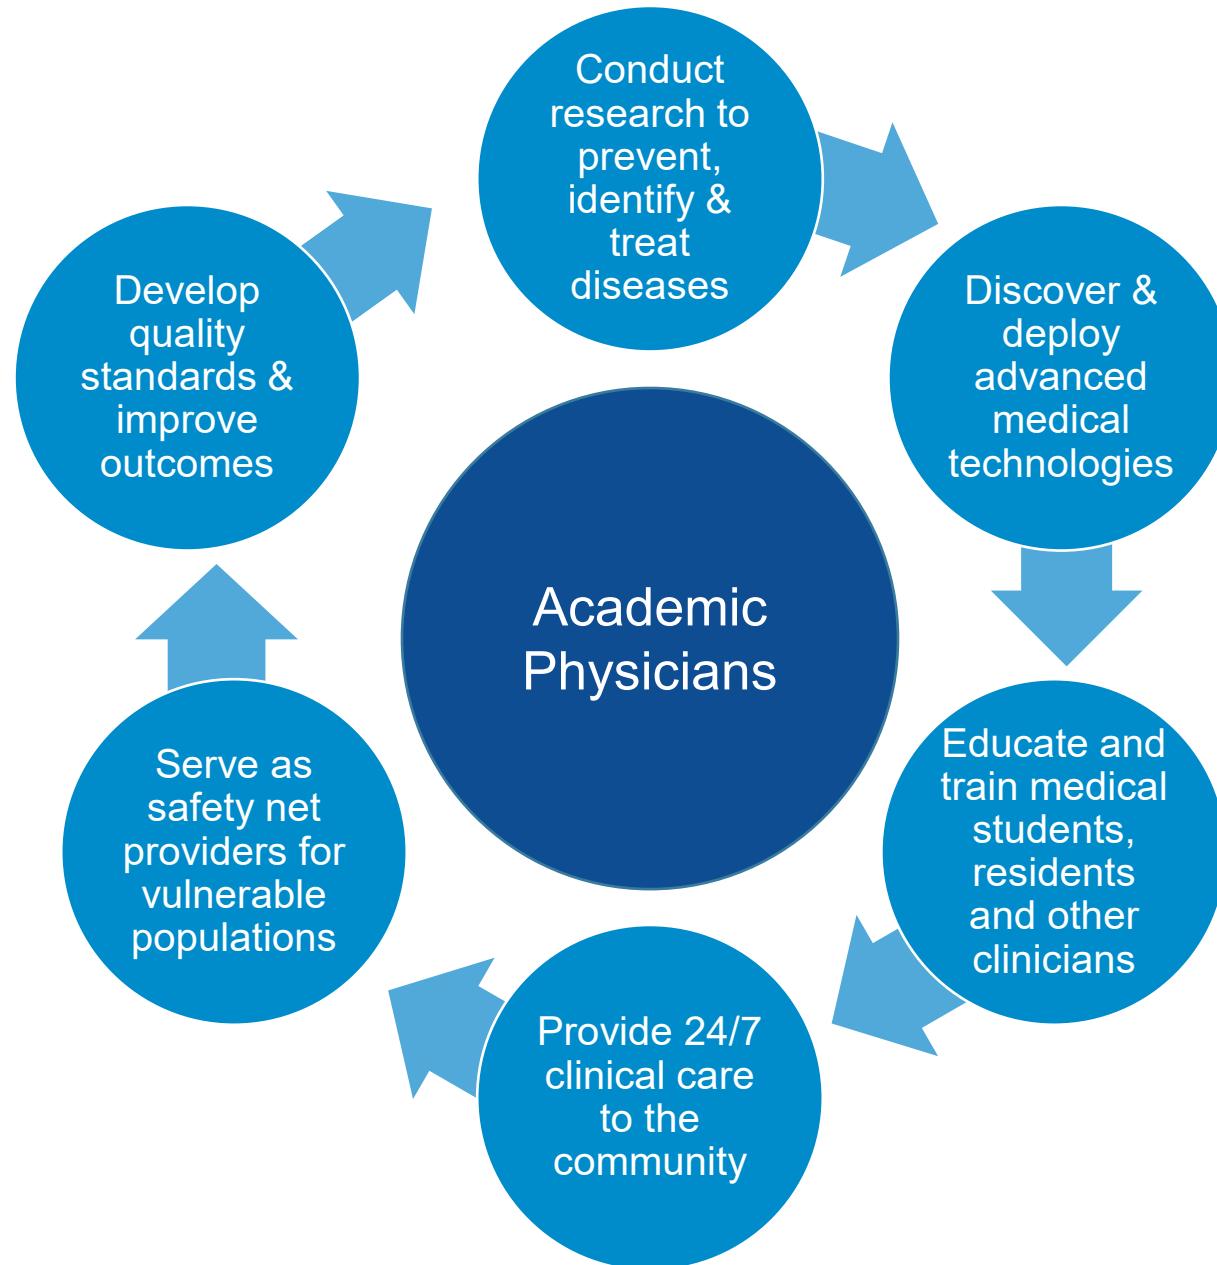 Conduct
research to
prevent,
identify &
treat
diseases
Discover &
deploy
advanced
medical
technologies
Educate and
train medical
students,
residents
and other
clinicians
Provide 24/7
clinical care
to the
community
Serve as
safety net
providers for
vulnerable
populations
Develop
quality
standards &
improve
outcomes
Academic
Physicians